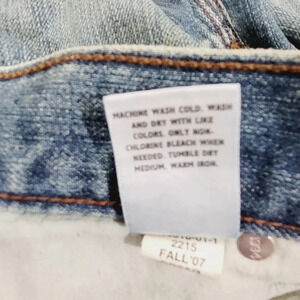 MACHINE WASH COLD. WASH
AND DRY WITH LIKE
COLORS. ONLY NON-
CHLORINE BLEACH WHEN
NEEDED. TUMBLE DRY
MEDIUM. WARM IRON.
2215
FALL'07